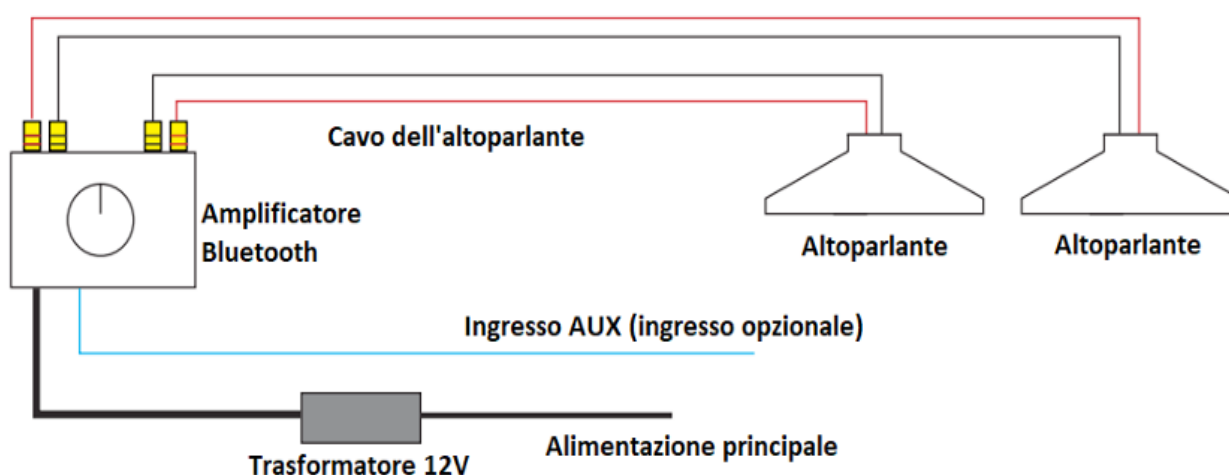 Cavo dell'altoparlante
Amplificatore
Bluetooth
Altoparlante
Altoparlante
Ingresso AUX (ingresso opzionale)
Alimentazione principale
Trasformatore 12V